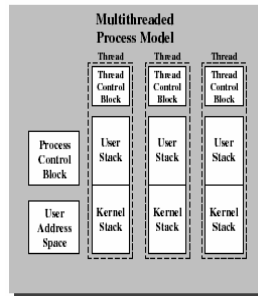 Multithreaded
Process Model
Thread Thread Thread
Thread
Control
Block
Thread
Control
Block
Thread
Control
Block
User
Stack
User
Stack
User
Stack
Process
Control
Block
User
Address
Space
Kernel
Stack
Kernel
Stack
Kernel
Stack